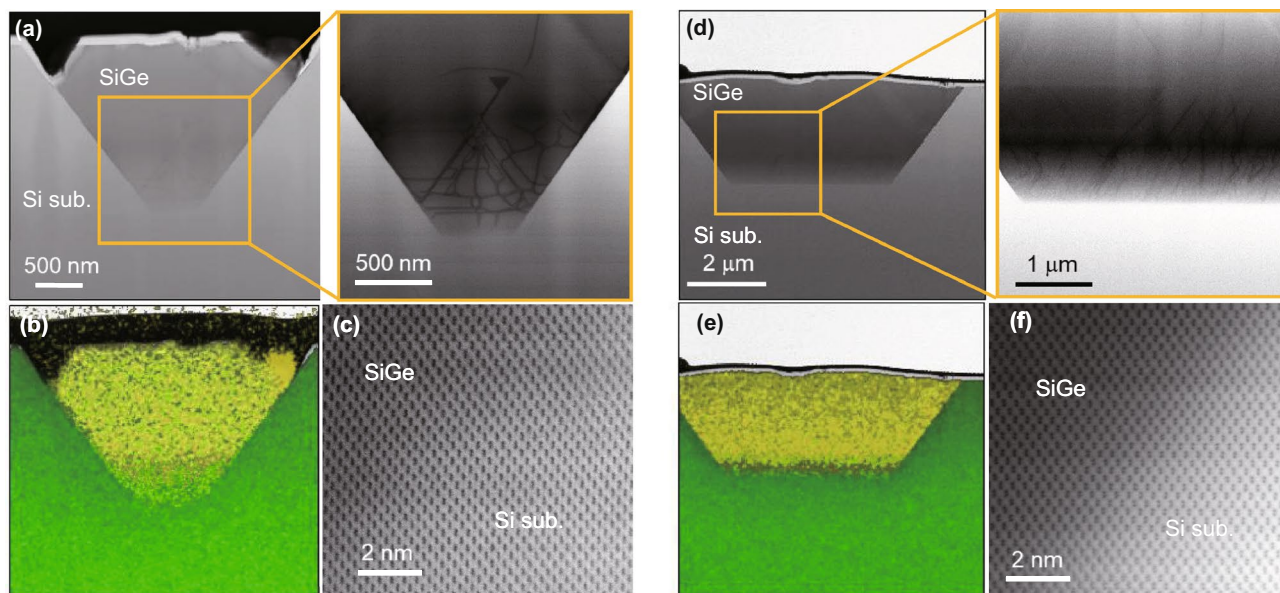 (a)
SiGe
Si sub.
500 nm
500 nm
(b)
(c)
SiGe
Si sub.
2 nm
(d)
SiGe
Si sub.
2 μm
1 μm
(e)
(f)
SiGe
Si sub.
2 nm